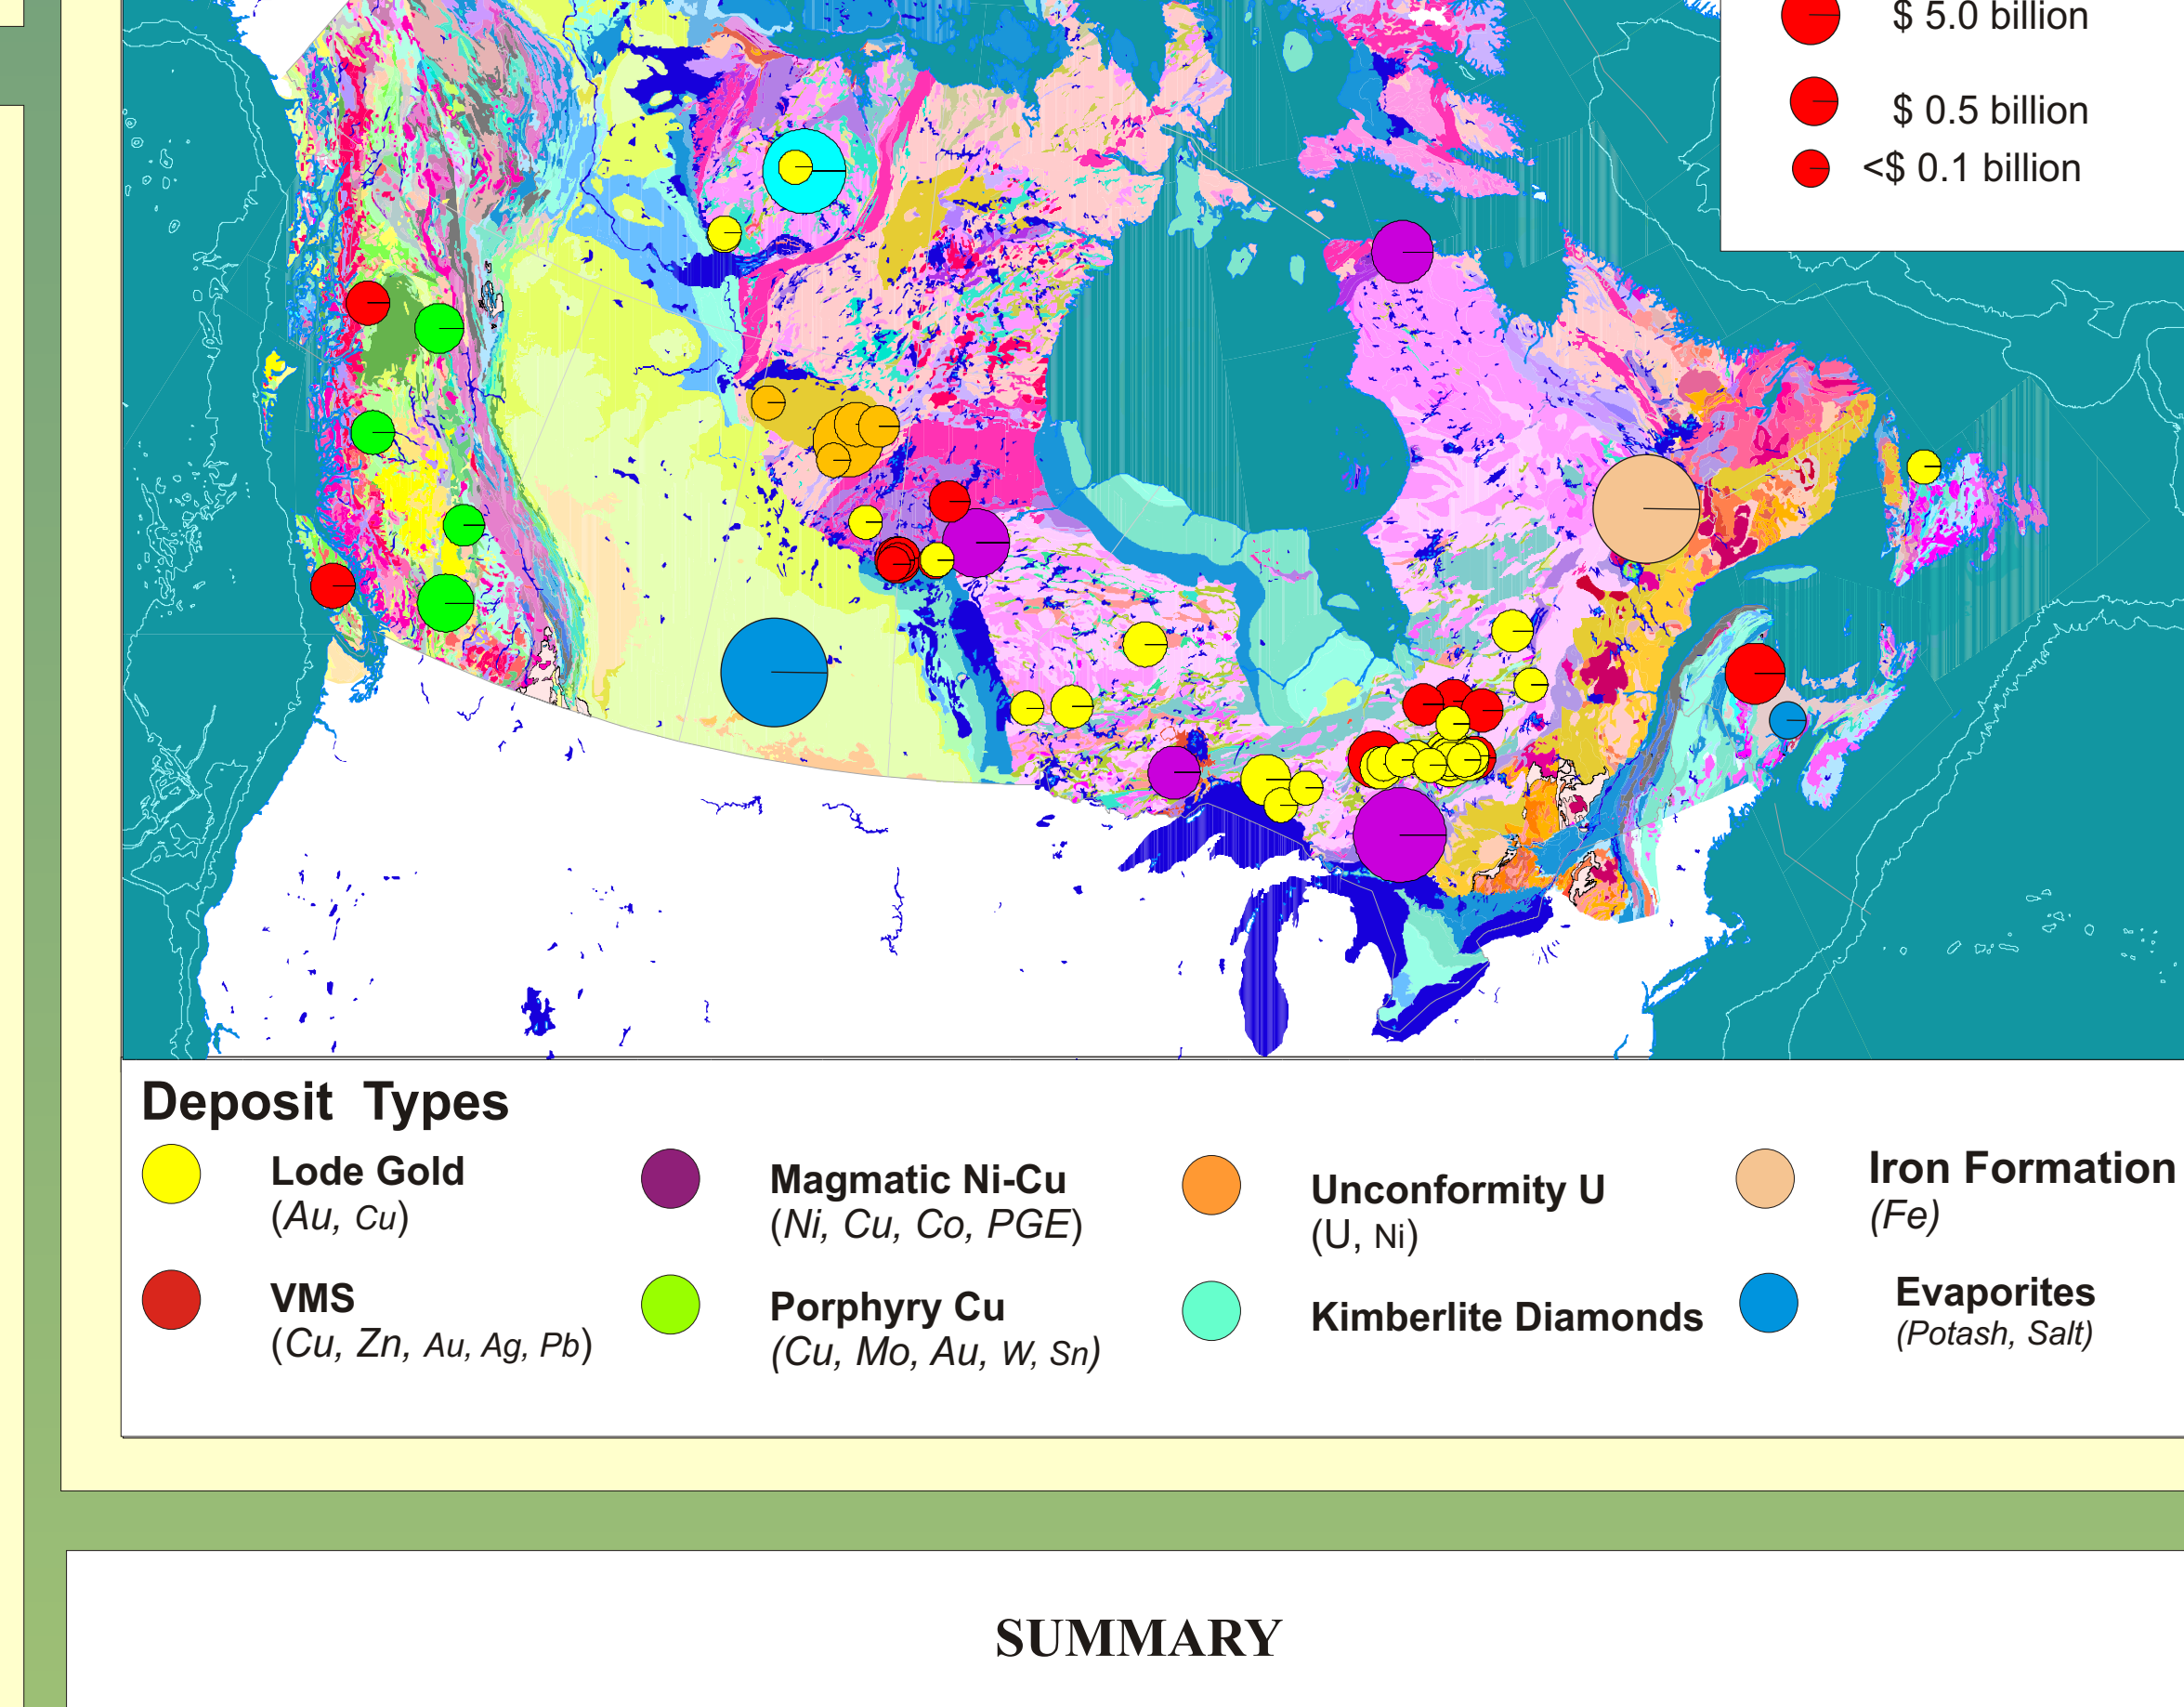 $ 5.0 billion
$ 0.5 billion
<$ 0.1 billion
Deposit Types
Lode Gold
(Au, Cu)
Magmatic Ni-Cu
(Ni, Cu, Co, PGE)
Unconformity U
(U, Ni)
Iron Formation
(Fe)
VMS
(Cu, Zn, Au, Ag, Pb)
Porphyry Cu
(Cu, Mo, Au, W, Sn)
Kimberlite Diamonds
Evaporites
(Potash, Salt)
SUMMARY